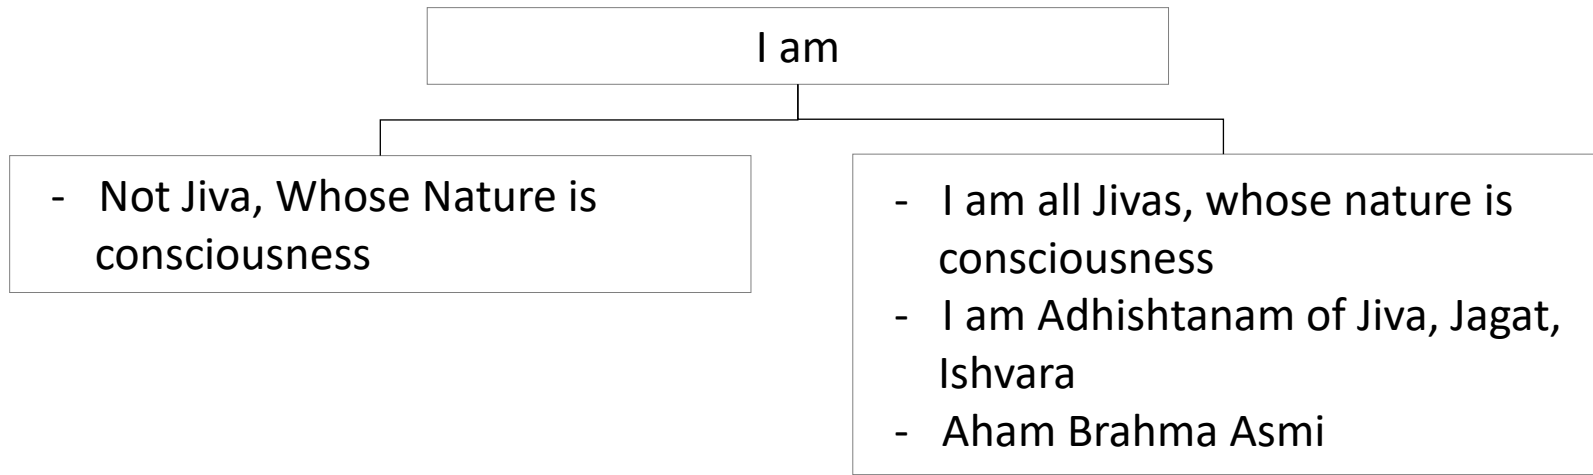 I am
- Not Jiva, Whose Nature is
consciousness
- I am all Jivas, whose nature is
consciousness
- I am Adhishtanam of Jiva, Jagat,
Ishvara
- Aham Brahma Asmi